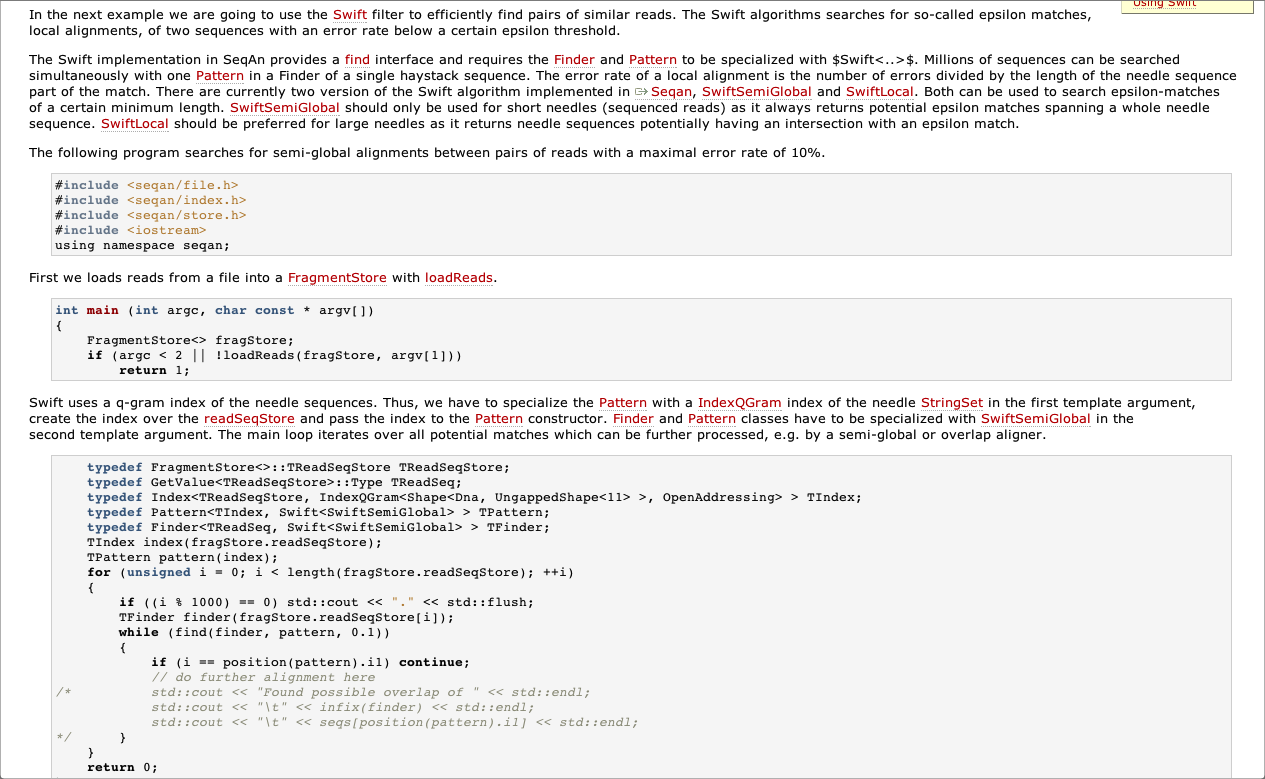 Using Swift
In the next example we are going to use the Swift filter to efficiently find pairs of similar reads. The Swift algorithms searches for so-called epsilon matches,
local alignments, of two sequences with an error rate below a certain epsilon threshold.
The Swift implementation in SeqAn provides a find interface and requires the Finder and Pattern to be specialized with $Swift<..>$. Millions of sequences can be searched
simultaneously with one Pattern in a Finder of a single haystack sequence. The error rate of a local alignment is the number of errors divided by the length of the needle sequence
part of the match. There are currently two version of the Swift algorithm implemented in Seqan, SwiftSemiGlobal and SwiftLocal. Both can be used to search epsilon-matches
of a certain minimum length. SwiftSemiGlobal should only be used for short needles (sequenced reads) as it always returns potential epsilon matches spanning a whole needle
sequence. SwiftLocal should be preferred for large needles as it returns needle sequences potentially having an intersection with an epsilon match.
The following program searches for semi-global alignments between pairs of reads with a maximal error rate of 10%.
#include <seqan/file.h>
#include <seqan/index.h>
#include <seqan/store.h>
#include <iostream>
using namespace seqan;
First we loads reads from a file into a FragmentStore with loadReads.
int main (int argc, char const * argv[])
{
    FragmentStore<> fragStore;
    if (argc < 2 || !loadReads(fragStore, argv[1]))
        return 1;
Swift uses a q-gram index of the needle sequences. Thus, we have to specialize the Pattern with a IndexQGram index of the needle StringSet in the first template argument,
create the index over the readSeqStore and pass the index to the Pattern constructor. Finder and Pattern classes have to be specialized with SwiftSemiGlobal in the
second template argument. The main loop iterates over all potential matches which can be further processed, e.g. by a semi-global or overlap aligner.
    typedef FragmentStore<>::TReadSeqStore TReadSeqStore;
    typedef GetValue<TReadSeqStore>::Type TReadSeq;
    typedef Index<TReadSeqStore, IndexQGram<Shape<Dna, UngappedShape<11> >, OpenAddressing> > TIndex;
    typedef Pattern<TIndex, Swift<SwiftSemiGlobal> > TPattern;
    typedef Finder<TReadSeq, Swift<SwiftSemiGlobal> > TFinder;
    TIndex index(fragStore.readSeqStore);
    TPattern pattern(index);
    for (unsigned i = 0; i < length(fragStore.readSeqStore); ++i)
    {
        if ((i % 1000) == 0) std::cout << "." << std::flush;
        TFinder finder(fragStore.readSeqStore[i]);
        while (find(finder, pattern, 0.1))
        {
            if (i == position(pattern).i1) continue;
            // do further alignment here
/*          std::cout << "Found possible overlap of " << std::endl;
            std::cout << "\t" << infix(finder) << std::endl;
            std::cout << "\t" << seqs[position(pattern).i1] << std::endl;
*/      }
    }
    return 0;